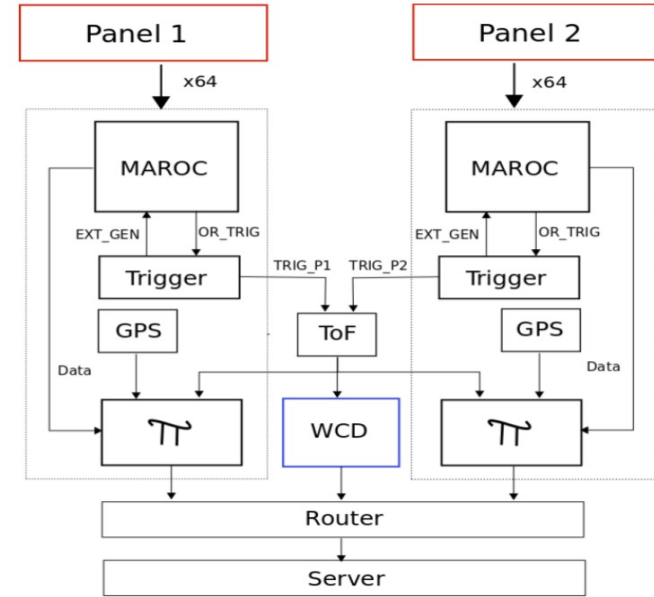 Panel 1
Panel 2
x64
x64
MAROC
MAROC
EXT_GEN
OR_TRIG
EXT_GEN
OR_TRIG
Trigger
TRIG_P1
TRIG_P2
Trigger
GPS
ToF
GPS
Data
Data
π
WCD
π
Router
Server